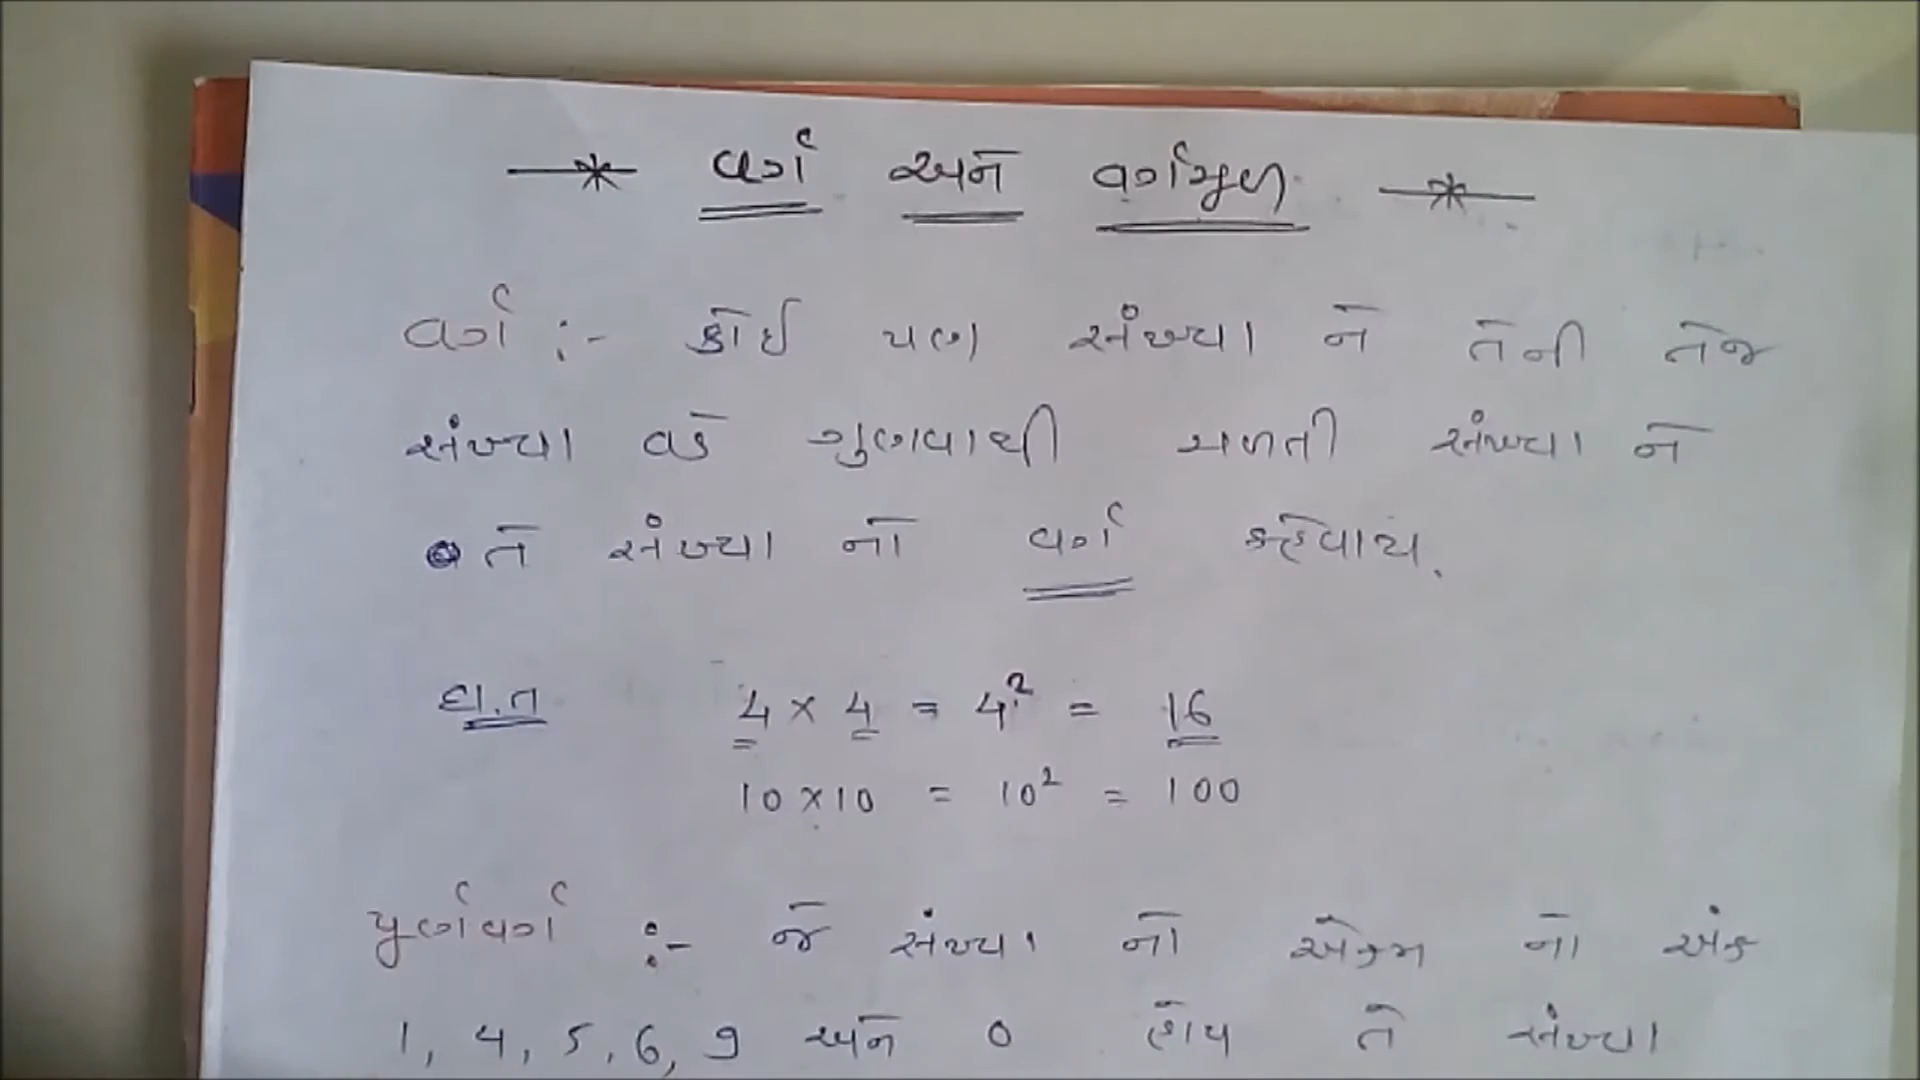 વર્ગ અને વર્ગમૂળ
વર્ગ :- કોઈ પણ સંખ્યા ને તેની તેજ
સંખ્યા વડે ગુણવાથી મળતી સંખ્યા ને
તે સંખ્યા નો વર્ગ કહેવાય.
દા.ત 4 × 4 = 4² = 16
10 × 10 = 10² = 100
પુર્ણવર્ગ :- જે સંખ્યા નો એકમ નો અંક
1, 4, 5, 6, 9 અને 0 હોય તે સંખ્યા